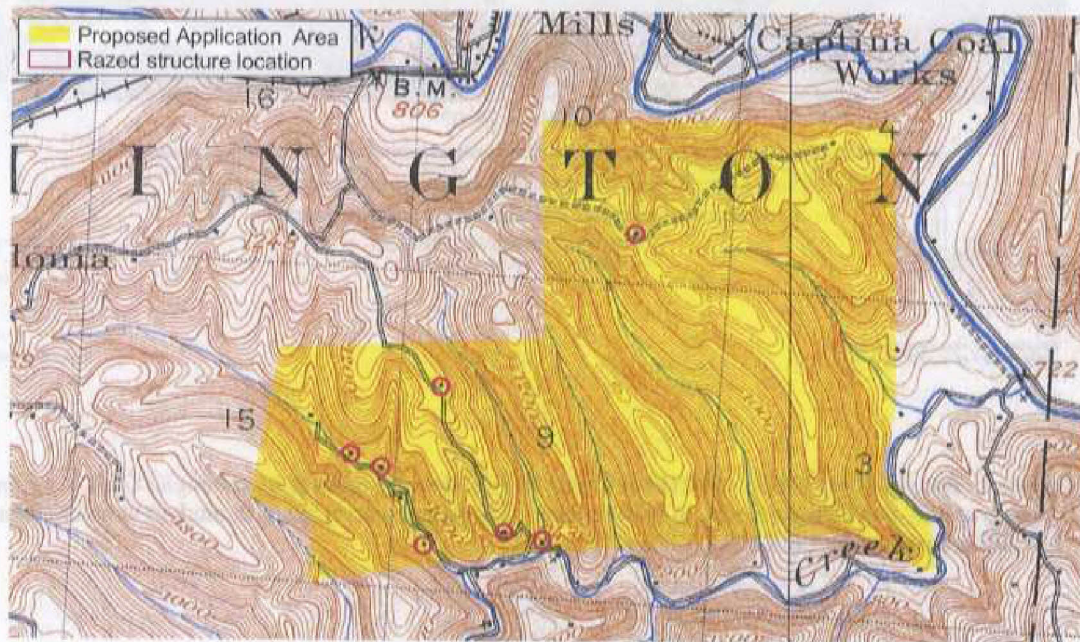 Proposed Application Area
Razed structure location
Mills
Captina Coal
Works
B.M.
806
16
10
4
I N G T O N
lonia
722
15
9
3
Creek